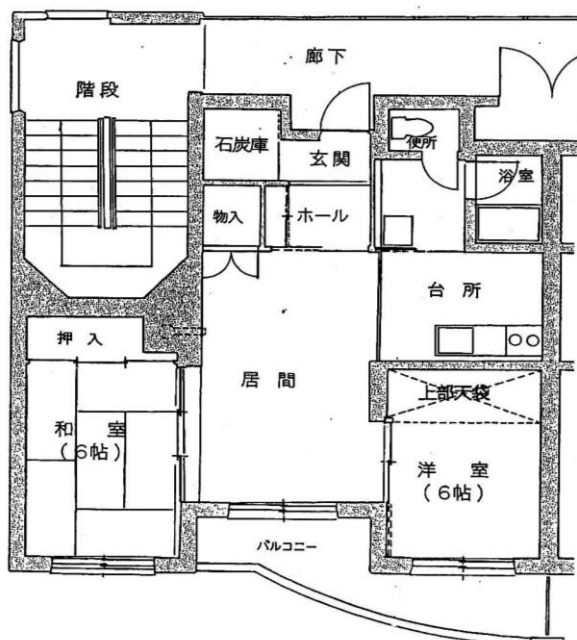 廊下
階段
石炭庫
玄関
便所
浴室
物入
ホール
台所
押入
居間
上部天袋
和室
(6帖)
洋室
(6帖)
バルコニー